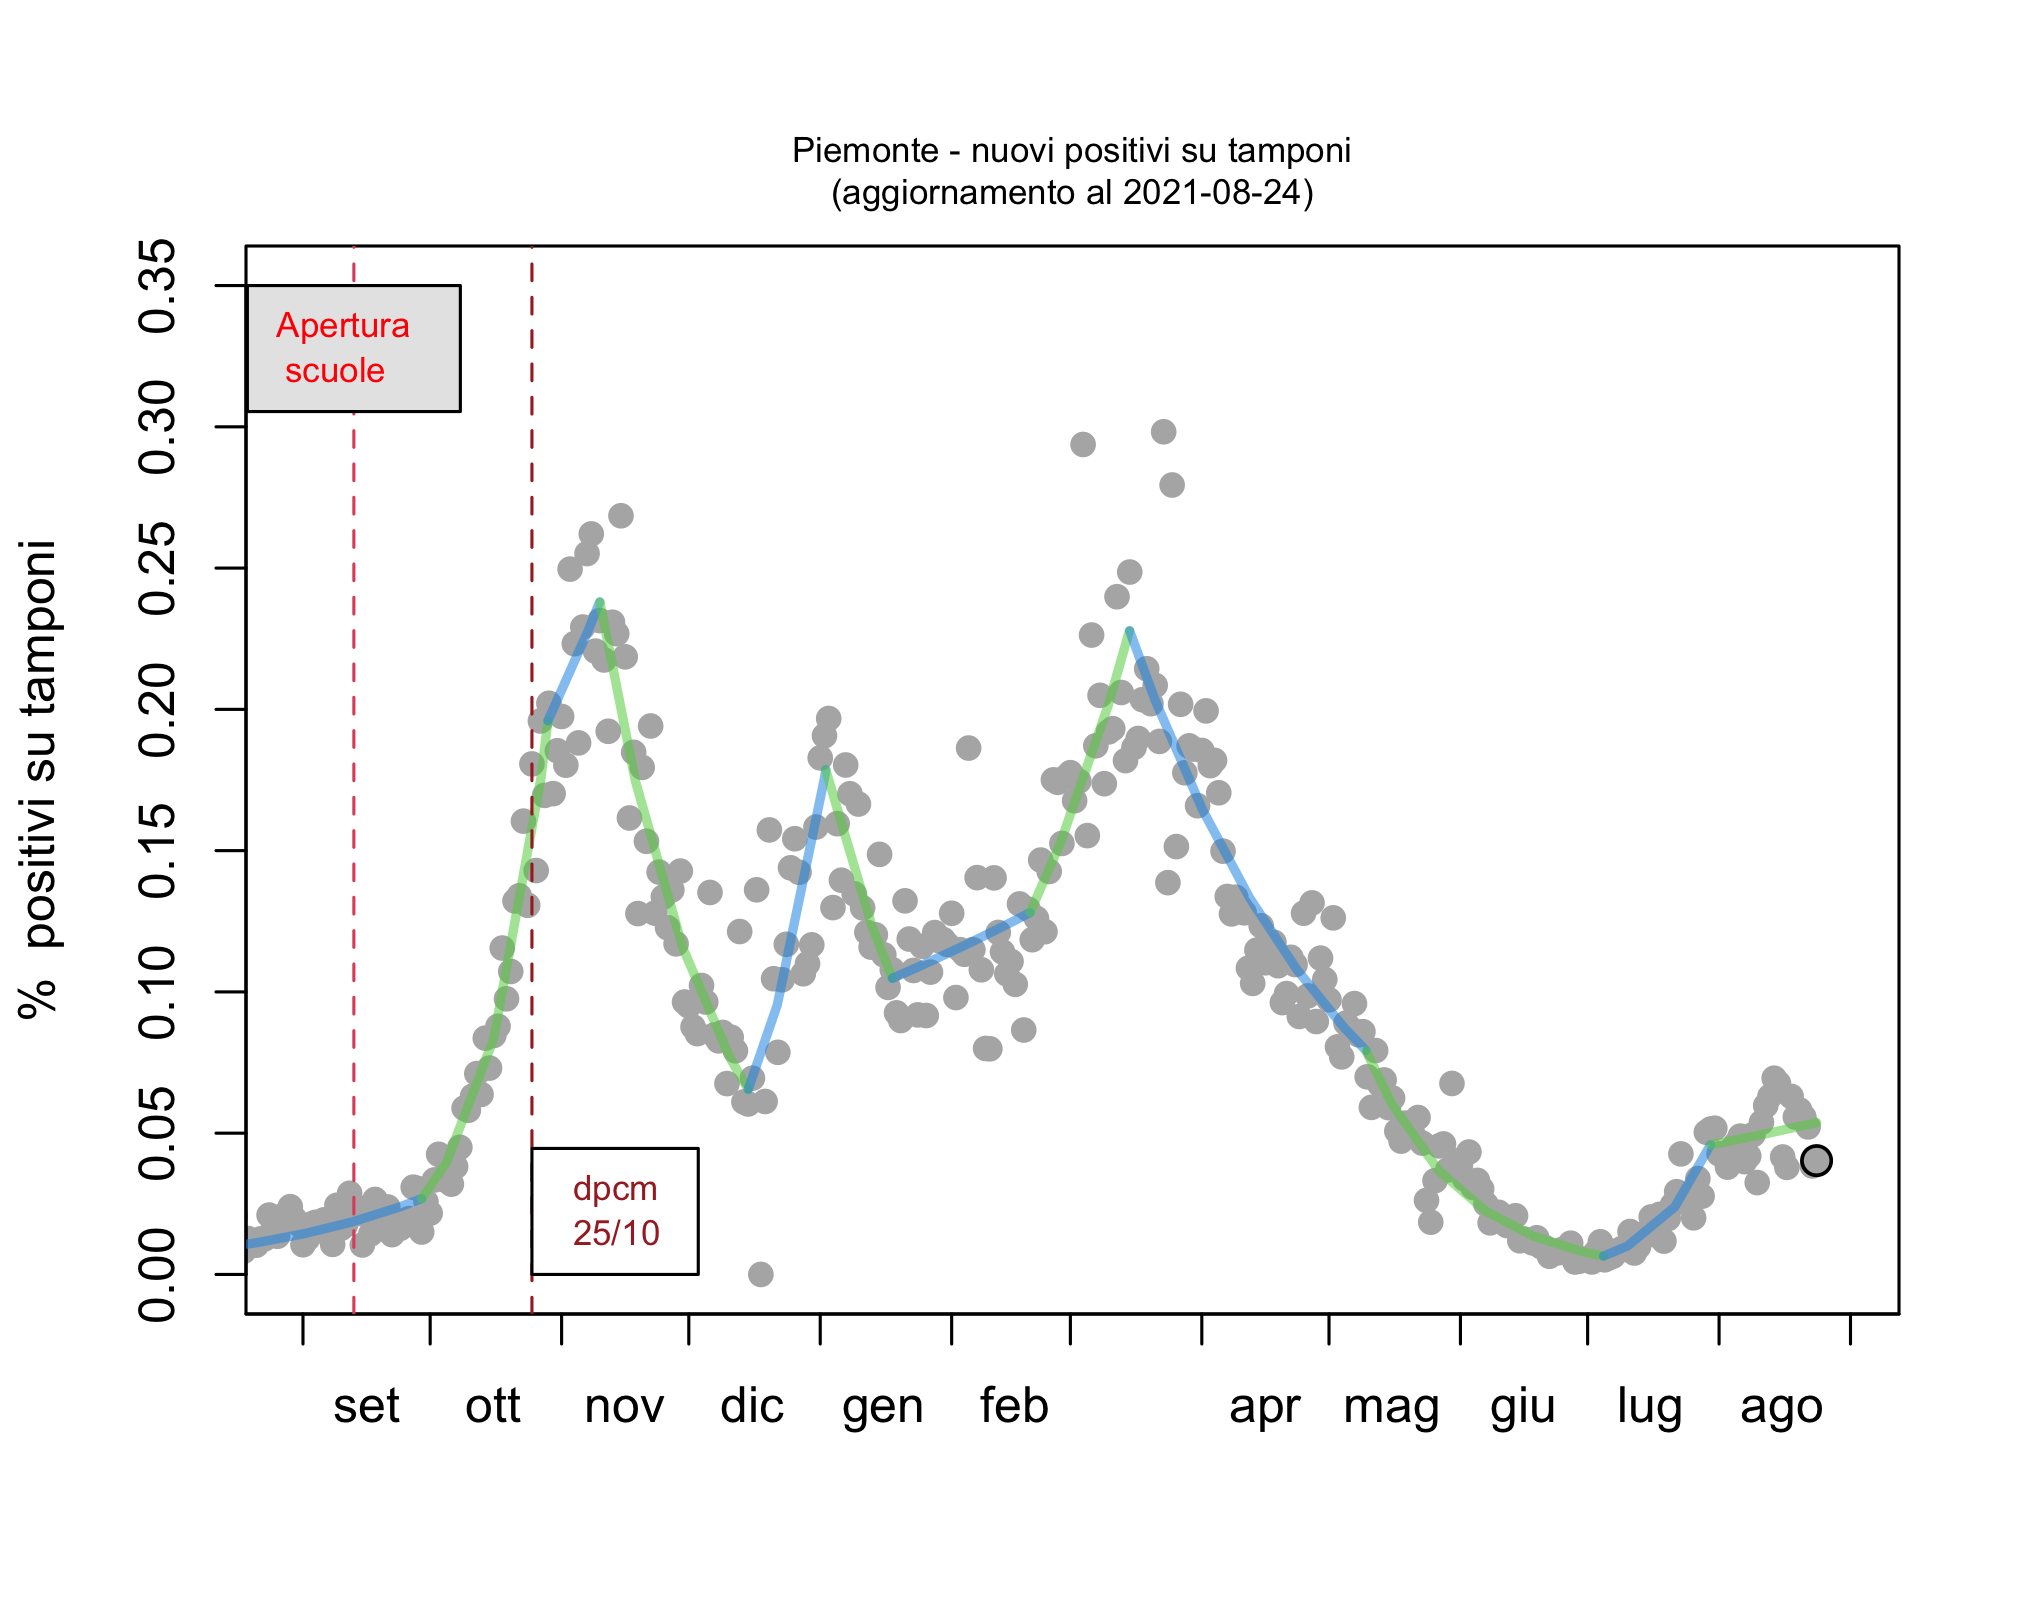 Piemonte - nuovi positivi su tamponi
(aggiornamento al 2021-08-24)
% positivi su tamponi
0.35
0.30
0.25
0.20
0.15
0.10
0.05
0.00
Apertura
scuole
dpcm
25/10
set ott nov dic gen feb apr mag giu lug ago